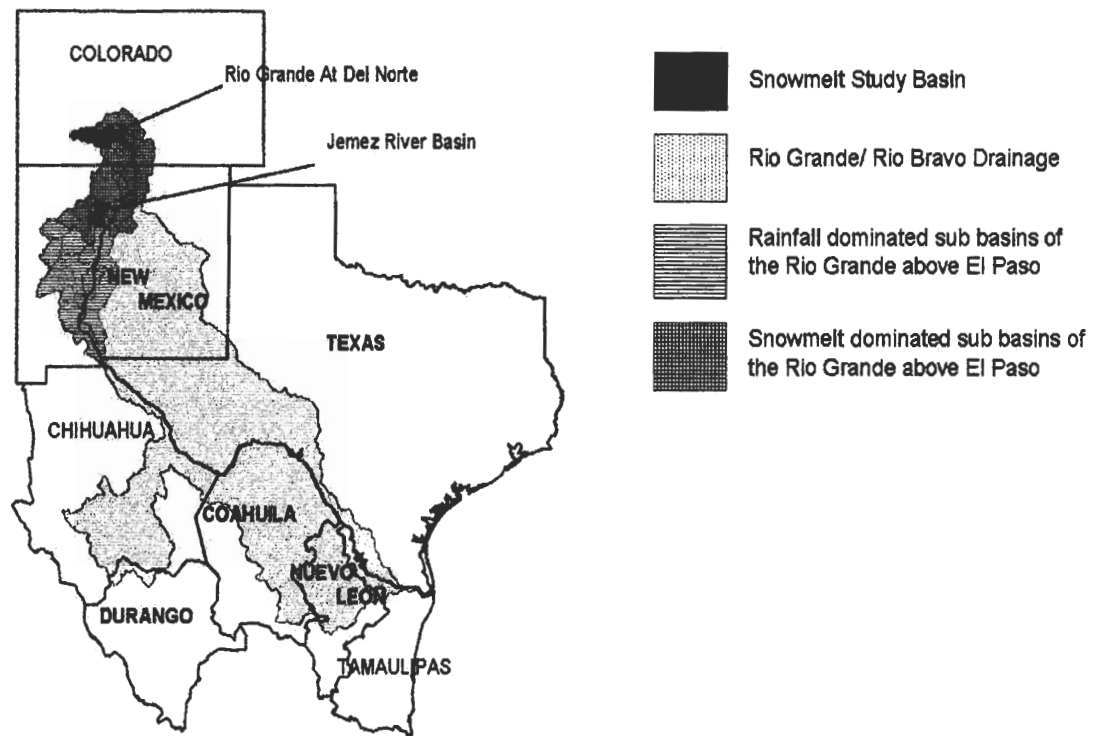 COLORADO
Rio Grande At Del Norte
Jemez River Basin
NEW
MEXICO
TEXAS
CHIHUAHUA
COAHUILA
NUEVO
LEON
DURANGO
TAMAULIPAS
Snowmelt Study Basin
Rio Grande/ Rio Bravo Drainage
Rainfall dominated sub basins of
the Rio Grande above El Paso
Snowmelt dominated sub basins of
the Rio Grande above El Paso